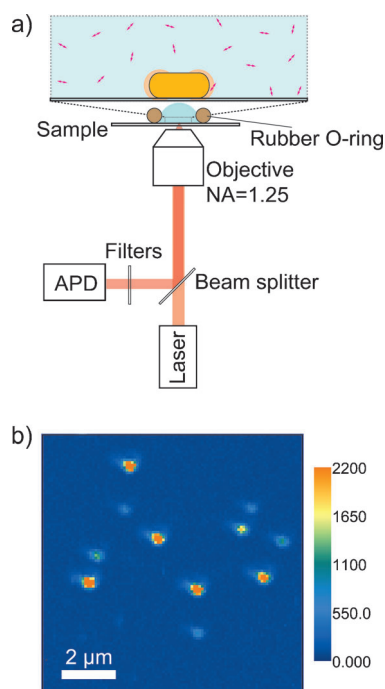 a)
Sample
Rubber O-ring
Objective
NA=1.25
Filters
APD
Beam splitter
Laser
b)
2200
1650
1100
550.0
0.000
2 µm